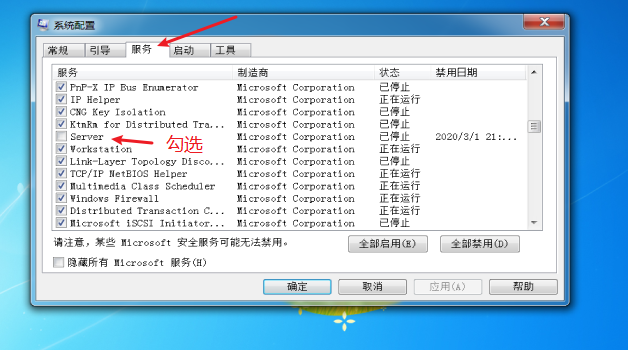 系统配置
常规 引导 服务 启动 工具
服务 制造商 状态 禁用日期
PnP-X IP Bus Enumerator Microsoft Corporation 已停止
IP Helper Microsoft Corporation 正在运行
CNG Key Isolation Microsoft Corporation 已停止
KtmRm for Distributed Tra... Microsoft Corporation 已停止
Server Microsoft Corporation 已停止 2020/3/1 21:...
勾选
Workstation Microsoft Corporation 正在运行
Link-Layer Topology Disco... Microsoft Corporation 已停止
TCP/IP NetBIOS Helper Microsoft Corporation 正在运行
Multimedia Class Scheduler Microsoft Corporation 正在运行
Windows Firewall Microsoft Corporation 正在运行
Distributed Transaction C... Microsoft Corporation 正在运行
Microsoft iSCSI Initiator... Microsoft Corporation 已停止
请注意，某些 Microsoft 安全服务可能无法禁用。 全部启用(E) 全部禁用(D)
隐藏所有 Microsoft 服务(H)
确定 取消 应用(A) 帮助